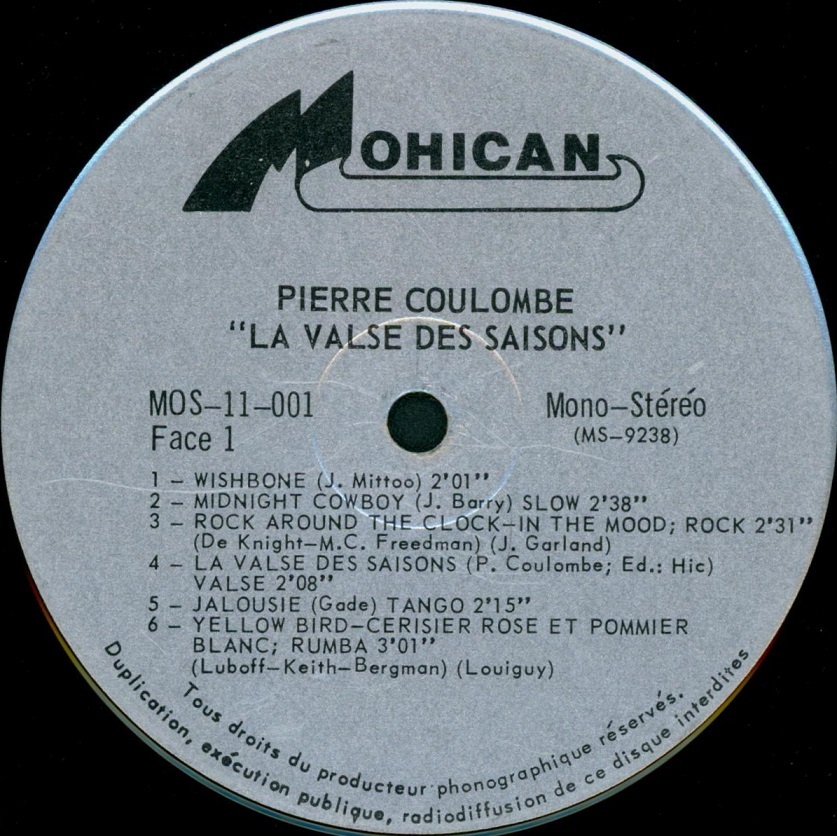 MOHICAN
PIERRE COULOMBE
“LA VALSE DES SAISONS”
MOS-11-001
Face 1
Mono-Stéréo
(MS-9238)
1 - WISHBONE (J. Mittoo) 2'01''
2 - MIDNIGHT COWBOY (J. Barry) SLOW 2'38''
3 - ROCK AROUND THE CLOCK-IN THE MOOD; ROCK 2'31''
(De Knight-M.C. Freedman) (J. Garland)
4 - LA VALSE DES SAISONS (P. Coulombe; Ed.: Hic)
VALSE 2'08''
5 - JALOUSIE (Gade) TANGO 2'15''
6 - YELLOW BIRD-CERISIER ROSE ET POMMIER
BLANC; RUMBA 3'01''
(Luboff-Keith-Bergman) (Louiguy)
Tous droits du producteur phonographique réservés.
Duplication, exécution publique, radiodiffusion de ce disque interdites